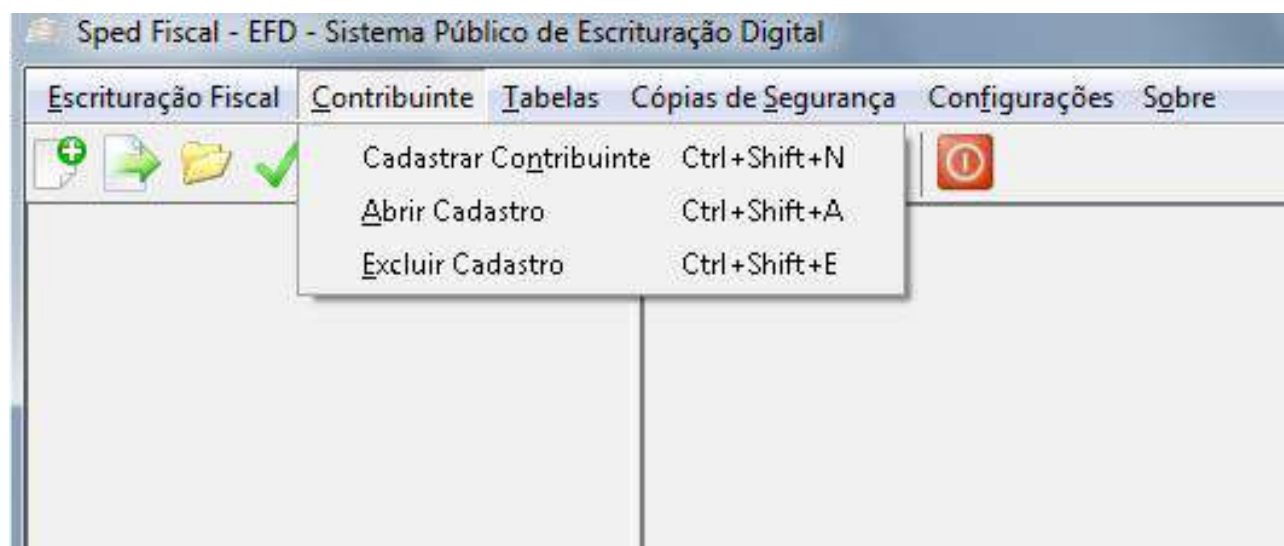 Sped Fiscal - EFD - Sistema Público de Escrituração Digital
Escrituração Fiscal Contribuinte Tabelas Cópias de Segurança Configurações Sobre
Cadastrar Contribuinte Ctrl+Shift+N
Abrir Cadastro Ctrl+Shift+A
Excluir Cadastro Ctrl+Shift+E